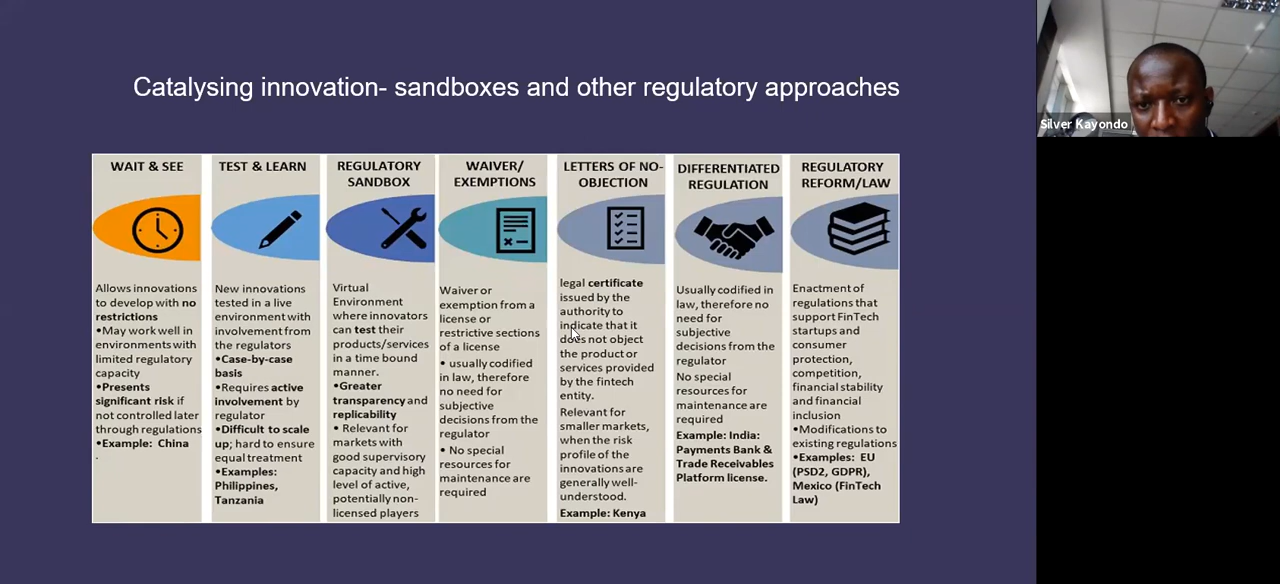 Catalysing innovation- sandboxes and other regulatory approaches
Silver Kayondo
WAIT & SEE
Allows innovations
to develop with no
restrictions
•May work well in
environments with
limited regulatory
capacity
•Presents
significant risk if
not controlled later
through regulations
•Example: China
.
TEST & LEARN
New innovations
tested in a live
environment with
involvement from
the regulators
•Case-by-case
basis
•Requires active
involvement by
regulator
•Difficult to scale
up; hard to ensure
equal treatment
•Examples:
Philippines,
Tanzania
REGULATORY
SANDBOX
Virtual
Environment
where innovators
can test their
products/services
in a time bound
manner.
•Greater
transparency and
replicability
• Relevant for
markets with
good supervisory
capacity and high
level of active,
potentially non-
licensed players
WAIVER/
EXEMPTIONS
Waiver or
exemption from a
license or
restrictive sections
of a license
• usually codified
in law, therefore
no need for
subjective
decisions from the
regulator
• No special
resources for
maintenance are
required
LETTERS OF NO-
OBJECTION
legal certificate
issued by the
authority to
indicate that it
does not object
the product or
services provided
by the fintech
entity.
Relevant for
smaller markets,
when the risk
profile of the
innovations are
generally well-
understood.
Example: Kenya
DIFFERENTIATED
REGULATION
Usually codified in
law, therefore no
need for
subjective
decisions from the
regulator
No special
resources for
maintenance are
required
Example: India:
Payments Bank &
Trade Receivables
Platform license.
REGULATORY
REFORM/LAW
Enactment of
regulations that
support FinTech
startups and
consumer
protection,
competition,
financial stability
and financial
inclusion
•Modifications to
existing regulations
•Examples: EU
(PSD2, GDPR),
Mexico (FinTech
Law)